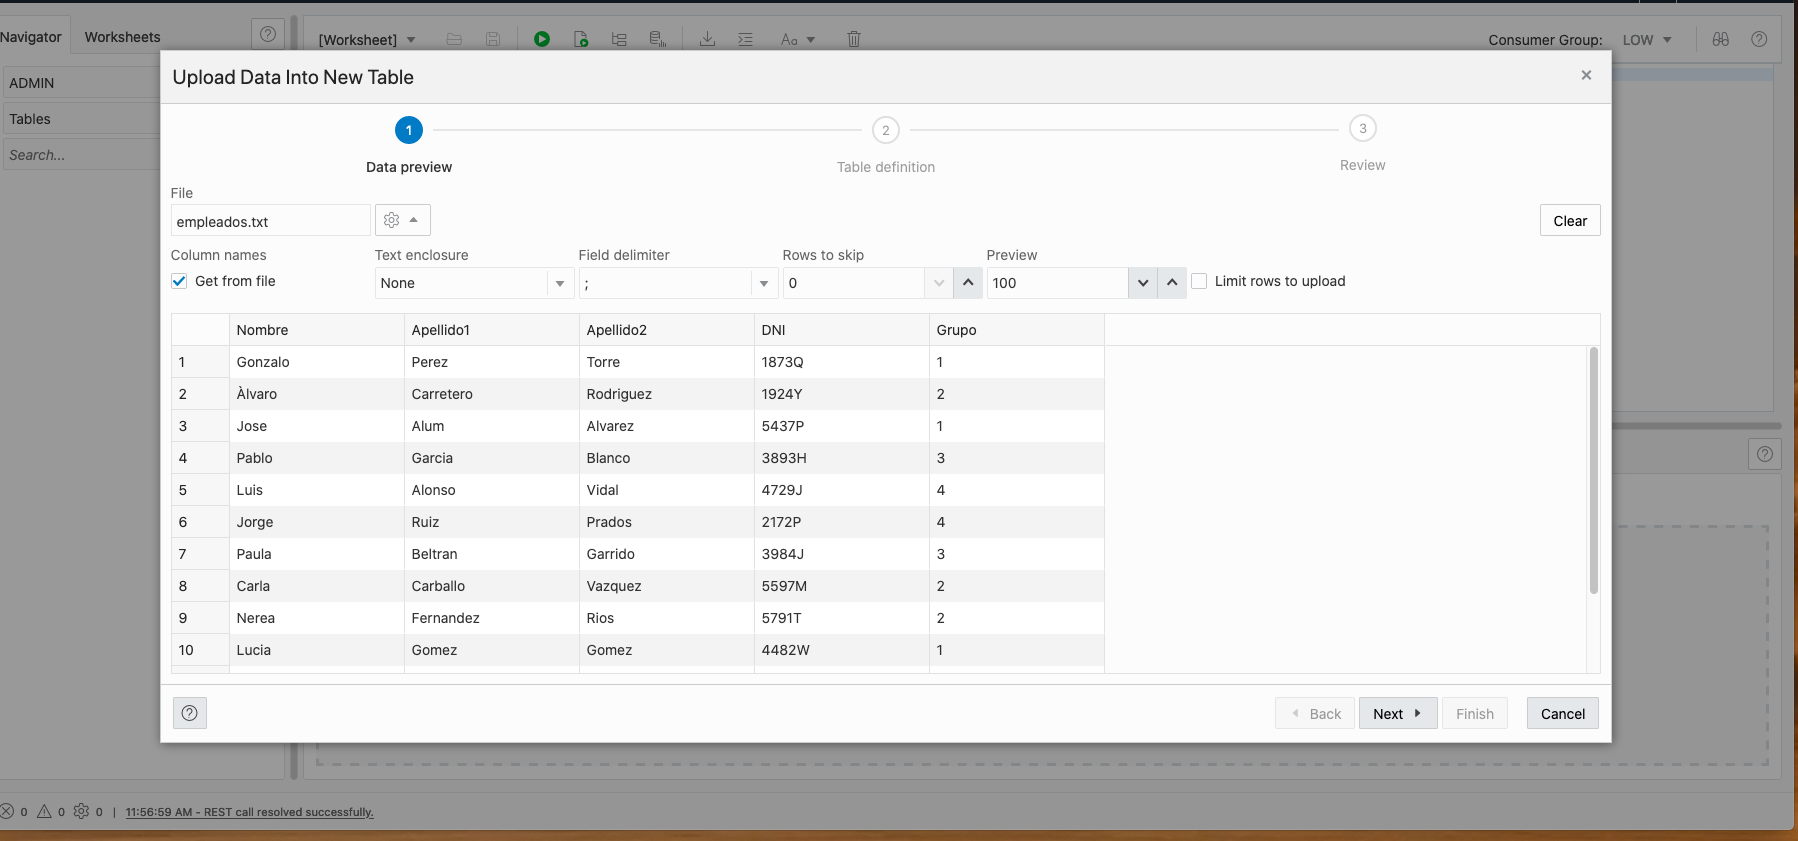 Navigator Worksheets
[Worksheet] Aa Consumer Group: LOW
ADMIN
Tables
Search...
Upload Data Into New Table
1 2 3
Data preview Table definition Review
File
empleados.txt Clear
Column names Text enclosure Field delimiter Rows to skip Preview
Get from file None ; 0 100 Limit rows to upload
Nombre Apellido1 Apellido2 DNI Grupo
1 Gonzalo Perez Torre 1873Q 1
2 Àlvaro Carretero Rodriguez 1924Y 2
3 Jose Alum Alvarez 5437P 1
4 Pablo Garcia Blanco 3893H 3
5 Luis Alonso Vidal 4729J 4
6 Jorge Ruiz Prados 2172P 4
7 Paula Beltran Garrido 3984J 3
8 Carla Carballo Vazquez 5597M 2
9 Nerea Fernandez Rios 5791T 2
10 Lucia Gomez Gomez 4482W 1
Back Next Finish Cancel
0 0 0 | 11:56:59 AM - REST call resolved successfully.